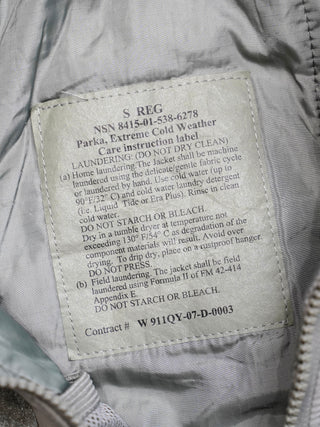 S REG
NSN 8415-01-538-6278
Parka, Extreme Cold Weather
Care instruction label
LAUNDERING: (DO NOT DRY CLEAN)
(a) Home laundering. The Jacket shall be machine
laundered using the delicate/gentle fabric cycle
or laundered by hand. Use cold water (up to
90°F/32° C) and cold water laundry detergent
(i.e. Liquid Tide or Era Plus). Rinse in clean,
cold water.
DO NOT STARCH OR BLEACH.
Dry in a tumble dryer at temperature not
exceeding 130° F/54° C as degradation of the
component materials will result. Avoid over
drying. To drip dry, place on a rustproof hanger.
DO NOT PRESS.
(b) Field laundering. The jacket shall be field
laundered using Formula II of FM 42-414
Appendix E.
DO NOT STARCH OR BLEACH.
Contract # W911QY-07-D-0003